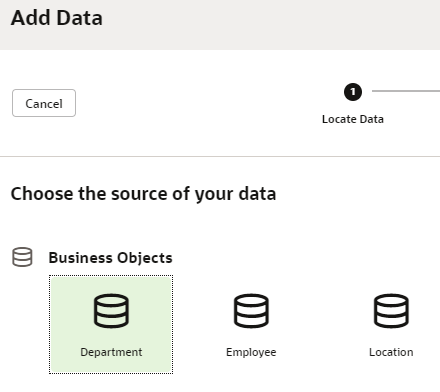 Add Data
Cancel
1
Locate Data
Choose the source of your data
Business Objects
Department Employee Location